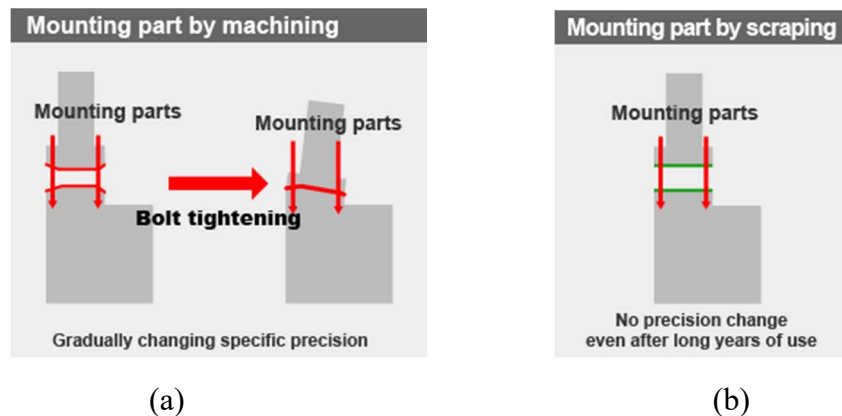 Mounting part by machining
Mounting parts
Mounting parts
Bolt tightening
Gradually changing specific precision
(a)
Mounting part by scraping
Mounting parts
No precision change
even after long years of use
(b)